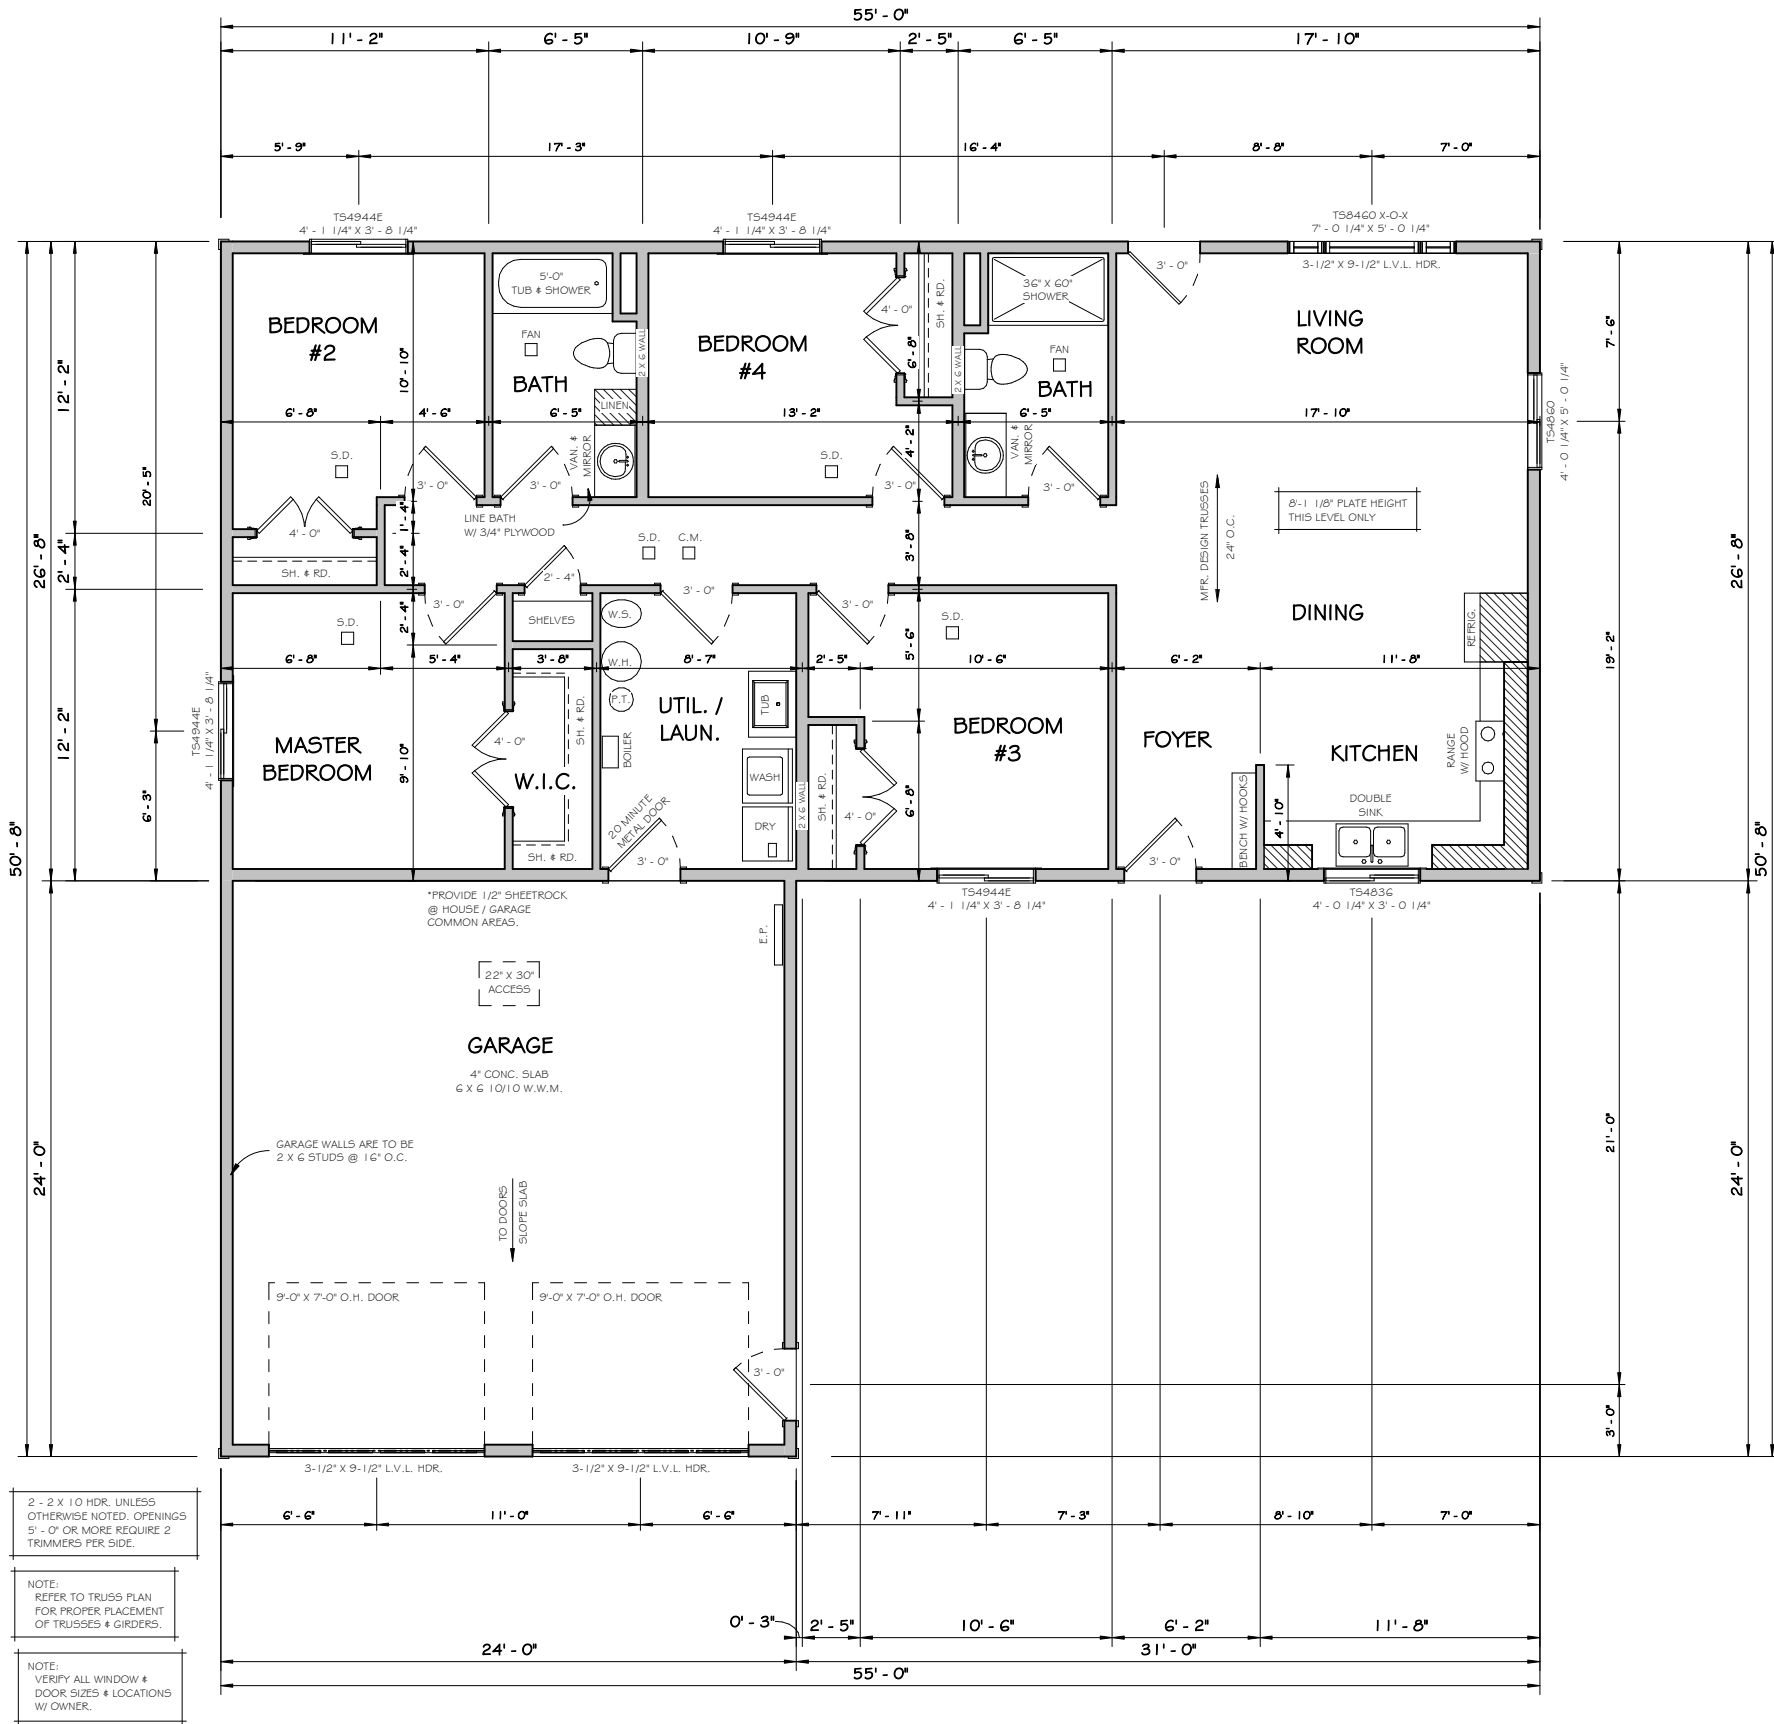 55' - 0"
11' - 2"
6' - 5"
10' - 9"
2' - 5"
6' - 5"
17' - 10"
5' - 9"
17' - 3"
16' - 4"
8' - 8"
7' - 0"
TS4944E
4' - 1 1/4" X 3' - 8 1/4"
TS4944E
4' - 1 1/4" X 3' - 8 1/4"
TS8460 X-O-X
7' - 0 1/4" X 5' - 0 1/4"
3-1/2" X 9-1/2" L.V.L. HDR.
3' - 0"
5'-0"
TUB & SHOWER
36" X 60"
SHOWER
BEDROOM
#2
FAN
BATH
2 X 6 WALL
BEDROOM
#4
4' - 0"
SH. & RD.
6' - 8"
2 X 6 WALL
FAN
BATH
LIVING
ROOM
10' - 10"
LINEN
6' - 8"
4' - 6"
6' - 5"
13' - 2"
6' - 5"
17' - 10"
7' - 6"
TS4860
4' - 0 1/4" X 5' - 0 1/4"
12' - 2"
20' - 5"
26' - 8"
2' - 4"
S.D.
3' - 0"
3' - 0"
VAN. &
MIRROR
S.D.
3' - 0"
4' - 2"
VAN. &
MIRROR
3' - 0"
MFR. DESIGN TRUSSES
24" O.C.
8'-1 1/8" PLATE HEIGHT
THIS LEVEL ONLY
4' - 0"
1' - 4"
LINE BATH
W/ 3/4" PLYWOOD
S.D.
C.M.
3' - 8"
26' - 8"
SH. & RD.
2' - 4"
2' - 4"
3' - 0"
3' - 0"
3' - 0"
2' - 4"
SHELVES
W.S.
S.D.
S.D.
5' - 6"
DINING
REFRIG.
6' - 8"
5' - 4"
3' - 8"
W.H.
8' - 7"
2' - 5"
10' - 6"
6' - 2"
11' - 8"
19' - 2"
TS4944E
4' - 1 1/4" X 3' - 8 1/4"
12' - 2"
6' - 3"
P.T.
SH. & RD.
UTIL. /
LAUN.
TUB
BEDROOM
#3
FOYER
KITCHEN
RANGE
W/ HOOD
MASTER
BEDROOM
9' - 10"
4' - 0"
W.I.C.
BOILER
WASH
SH. & RD.
6' - 8"
2 X 6 WALL
20 MINUTE
METAL DOOR
DRY
4' - 0"
BENCH W/ HOOKS
4' - 10"
DOUBLE
SINK
SH. & RD.
3' - 0"
3' - 0"
50' - 8"
50' - 8"
*PROVIDE 1/2" SHEETROCK
@ HOUSE / GARAGE
COMMON AREAS.
TS4944E
4' - 1 1/4" X 3' - 8 1/4"
TS4836
4' - 0 1/4" X 3' - 0 1/4"
E.P.
22" X 30"
ACCESS
GARAGE
4" CONC. SLAB
6 X 6 10/10 W.W.M.
GARAGE WALLS ARE TO BE
2 X 6 STUDS @ 16" O.C.
24' - 0"
21' - 0"
24' - 0"
TO DOORS
SLOPE SLAB
9'-0" X 7'-0" O.H. DOOR
9'-0" X 7'-0" O.H. DOOR
3' - 0"
3' - 0"
3-1/2" X 9-1/2" L.V.L. HDR.
3-1/2" X 9-1/2" L.V.L. HDR.
2 - 2 X 10 HDR. UNLESS
OTHERWISE NOTED. OPENINGS
5' - 0" OR MORE REQUIRE 2
TRIMMERS PER SIDE.
6' - 6"
11' - 0"
6' - 6"
7' - 11"
7' - 3"
8' - 10"
7' - 0"
NOTE:
REFER TO TRUSS PLAN
FOR PROPER PLACEMENT
OF TRUSSES & GIRDERS.
0' - 3"
2' - 5"
10' - 6"
6' - 2"
11' - 8"
24' - 0"
31' - 0"
55' - 0"
NOTE:
VERIFY ALL WINDOW &
DOOR SIZES & LOCATIONS
W/ OWNER.